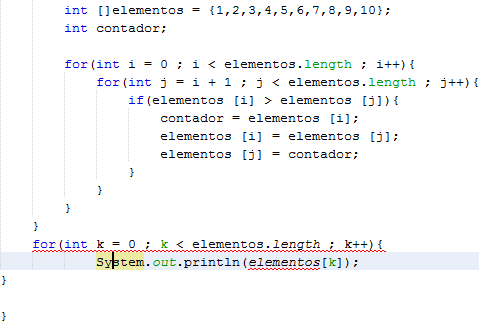 int []elementos = {1,2,3,4,5,6,7,8,9,10};
int contador;
for(int i = 0 ; i < elementos.length ; i++){
for(int j = i + 1 ; j < elementos.length ; j++){
if(elementos [i] > elementos [j]){
contador = elementos [i];
elementos [i] = elementos [j];
elementos [j] = contador;
}
}
}
}
for(int k = 0 ; k < elementos.length ; k++){
System.out.println(elementos[k]);
}
}